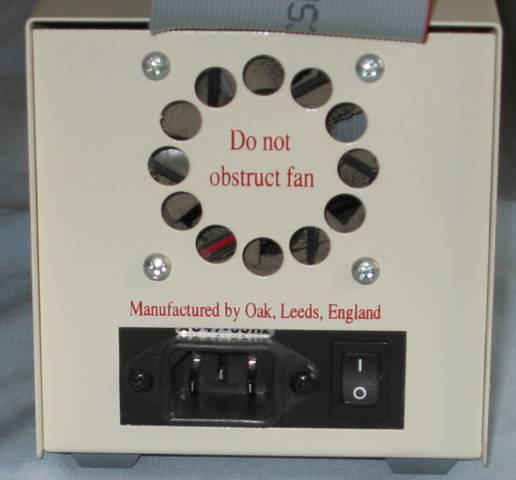 Do not
obstruct fan
Manufactured by Oak, Leeds, England